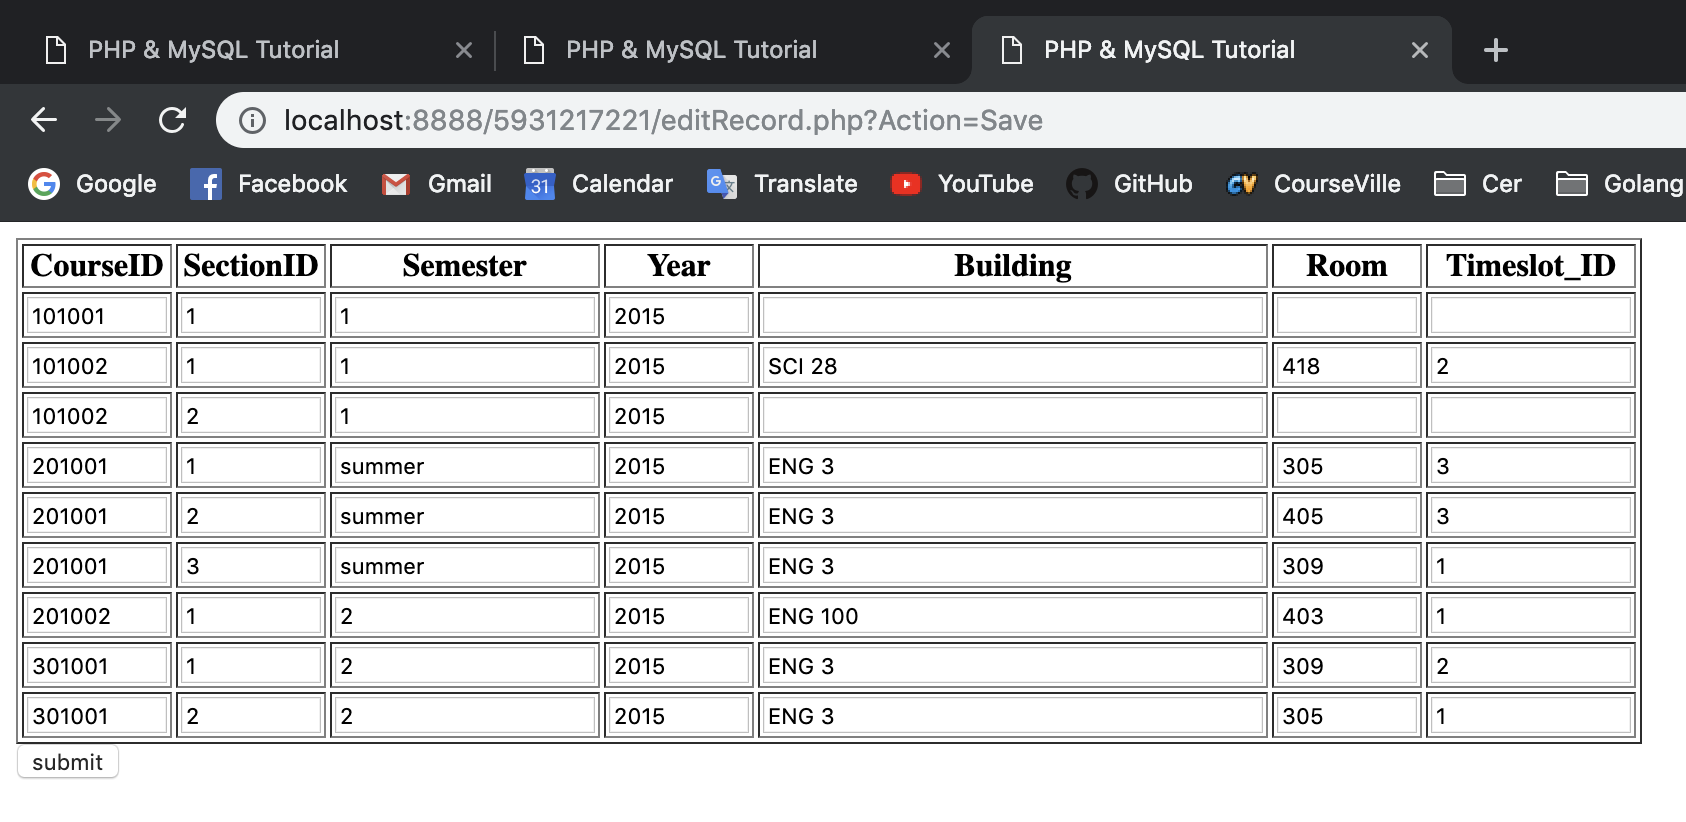 PHP & MySQL Tutorial PHP & MySQL Tutorial PHP & MySQL Tutorial
localhost:8888/5931217221/editRecord.php?Action=Save
Google Facebook Gmail 31 Calendar Translate YouTube GitHub CV CourseVille Cer Golang
CourseID SectionID Semester Year Building Room Timeslot_ID
101001 1 1 2015
101002 1 1 2015 SCI 28 418 2
101002 2 1 2015
201001 1 summer 2015 ENG 3 305 3
201001 2 summer 2015 ENG 3 405 3
201001 3 summer 2015 ENG 3 309 1
201002 1 2 2015 ENG 100 403 1
301001 1 2 2015 ENG 3 309 2
301001 2 2 2015 ENG 3 305 1
submit